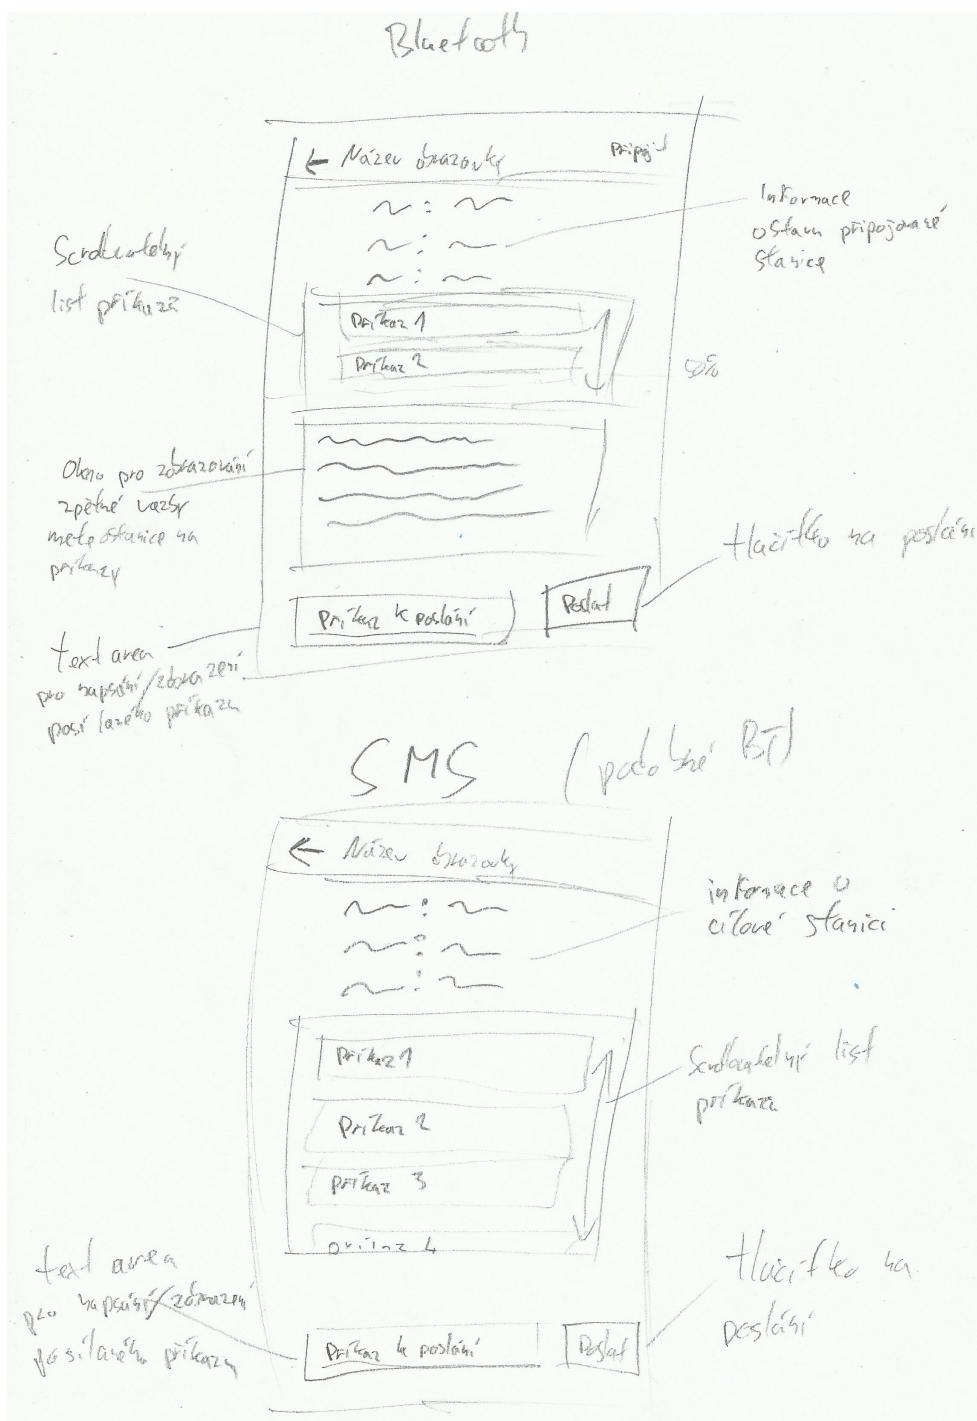 Bluetooth
← Název obrazovky
Připojit
~ : ~
~ : ~
~ : ~
Informace
o stavu připojované
stanice
Scrollovatelný
list příkazů
Příkaz 1
Příkaz 2
Okno pro zobrazování
zpětné vazby
meteostanice na
příkazy
Příkaz k poslání
Poslat
tlačítko na poslání
text area
pro napsání/zobrazení
posílaného příkazu
SMS (podobné BT)
← Název obrazovky
~ : ~
~ : ~
~ : ~
informace o
cílové stanici
Příkaz 1
Příkaz 2
Příkaz 3
příkaz 4
Scrollovatelný list
příkazů
text area
pro napsání/zobrazení
posílaného příkazu
Příkaz k poslání
Poslat
tlačítko na
poslání